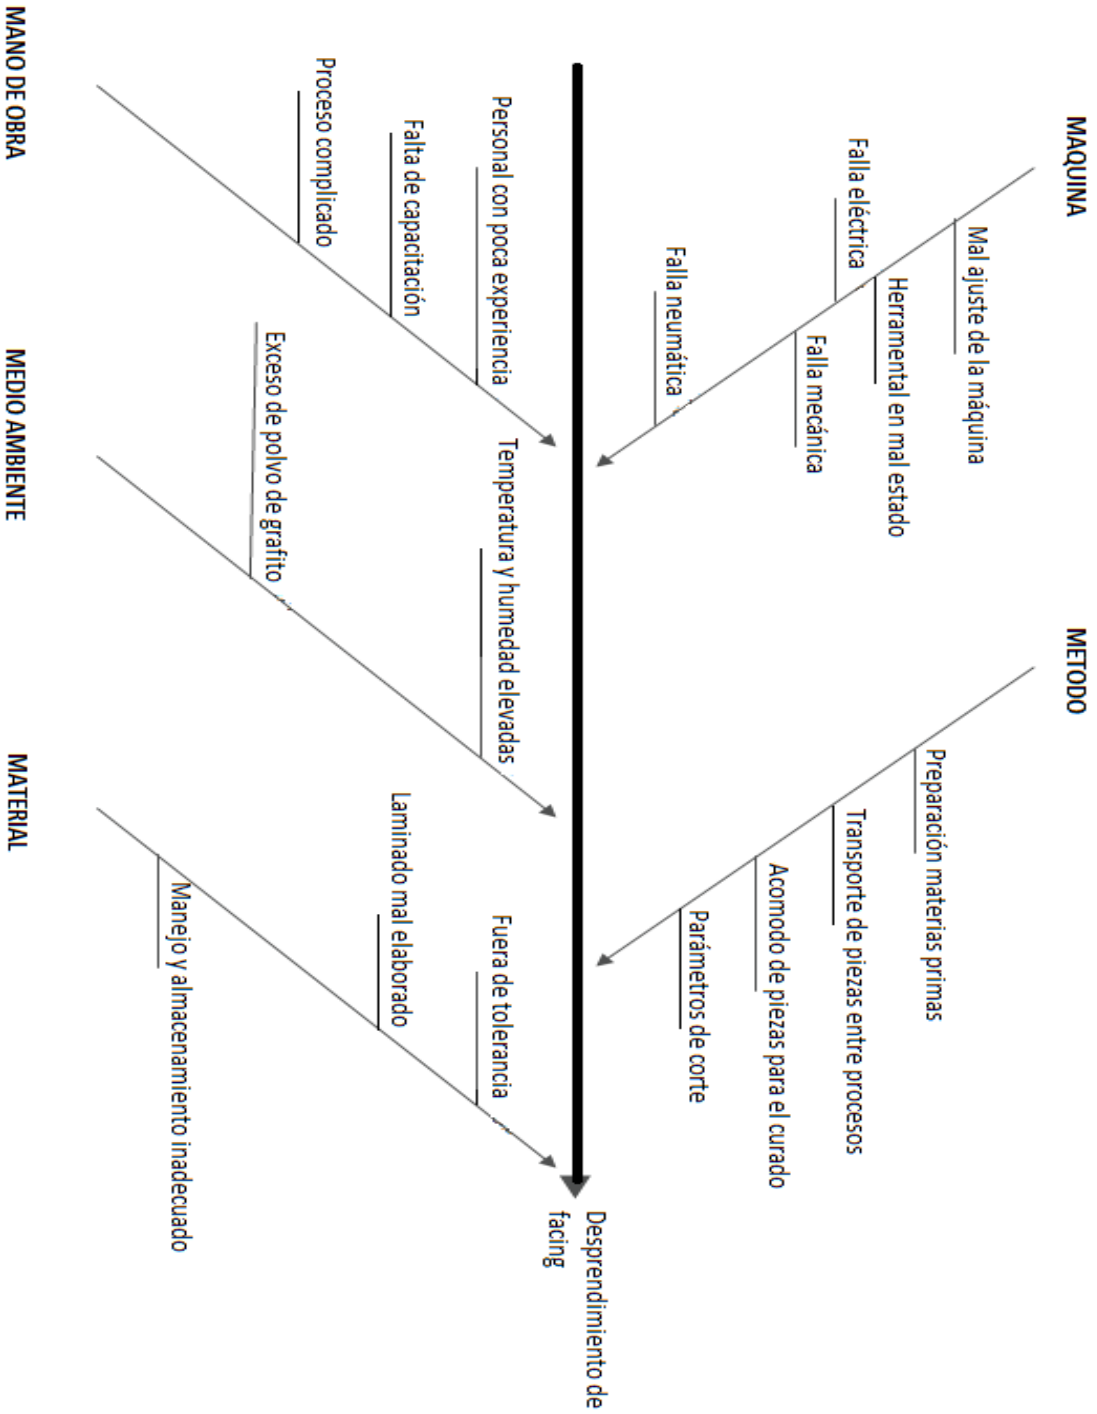 MAQUINA
METODO
Mal ajuste de la máquina
Falla eléctrica
Herramental en mal estado
Falla mecánica
Falla neumática
Preparación materias primas
Transporte de piezas entre procesos
Acomodo de piezas para el curado
Parámetros de corte
Desprendimiento de
facing
Personal con poca experiencia
Falta de capacitación
Proceso complicado
Temperatura y humedad elevadas
Exceso de polvo de grafito
Fuera de tolerancia
Laminado mal elaborado
Manejo y almacenamiento inadecuado
MANO DE OBRA
MEDIO AMBIENTE
MATERIAL